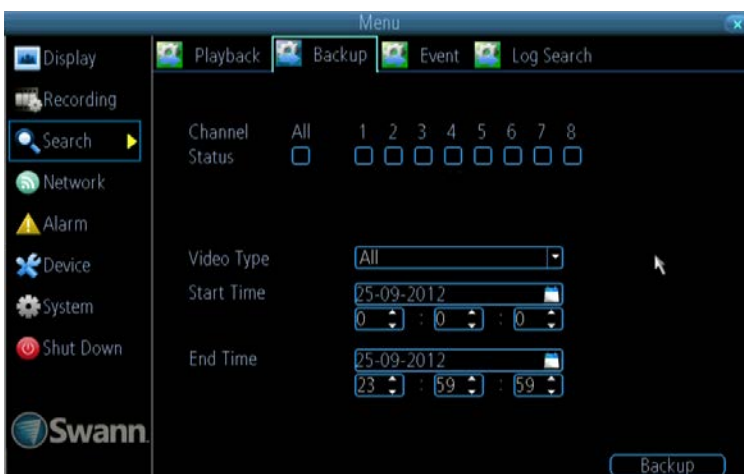 Menu
Display
Recording
Search
Network
Alarm
Device
System
Shut Down
Swann.
Playback Backup Event Log Search
Channel All 1 2 3 4 5 6 7 8
Status
Video Type All
Start Time 25-09-2012
0 : 0 : 0
End Time 25-09-2012
23 : 59 : 59
Backup